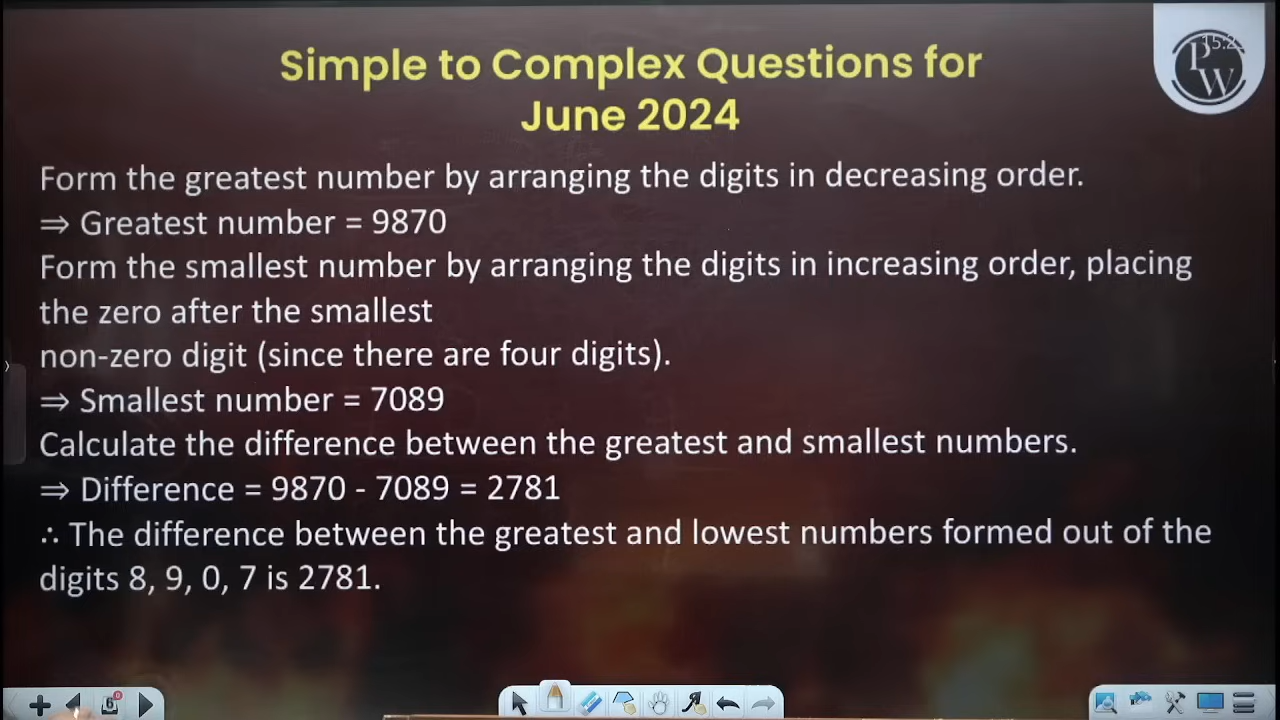 Simple to Complex Questions for
June 2024
Form the greatest number by arranging the digits in decreasing order.
⇒ Greatest number = 9870
Form the smallest number by arranging the digits in increasing order, placing
the zero after the smallest
non-zero digit (since there are four digits).
⇒ Smallest number = 7089
Calculate the difference between the greatest and smallest numbers.
⇒ Difference = 9870 - 7089 = 2781
∴ The difference between the greatest and lowest numbers formed out of the
digits 8, 9, 0, 7 is 2781.
PW